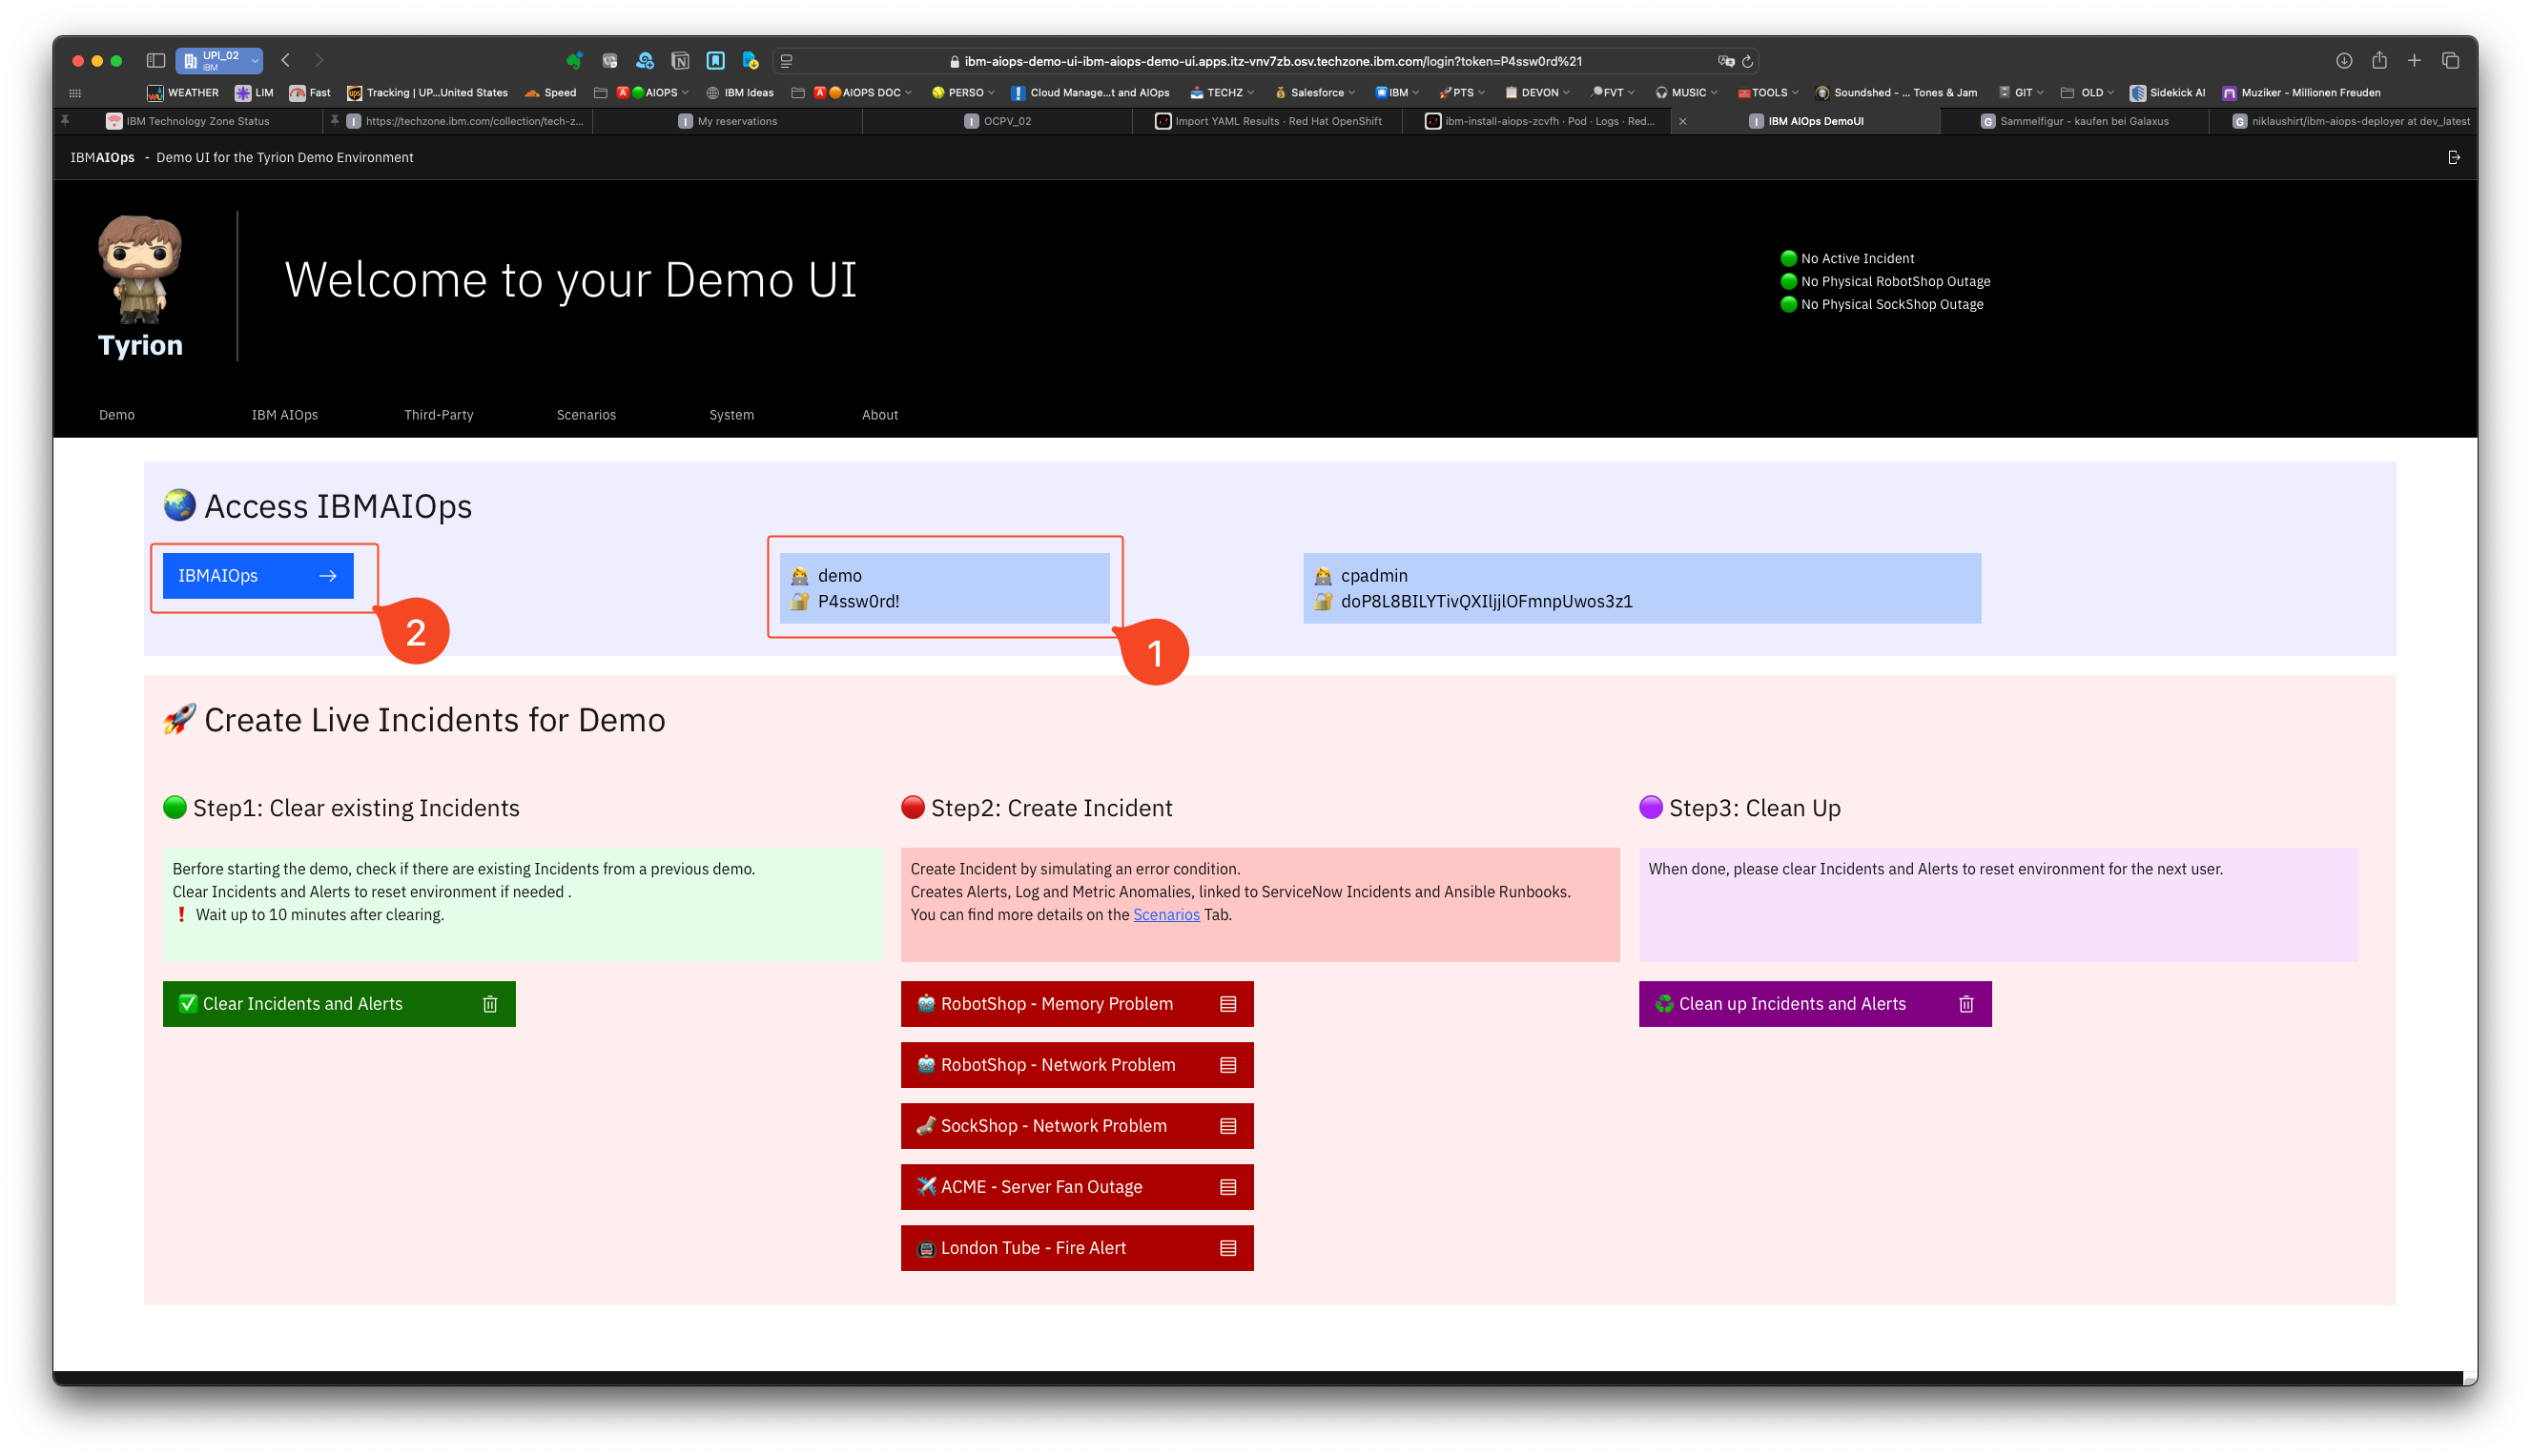 UPI_02
IBM
ibm-aiops-demo-ui-ibm-aiops-demo-ui.apps.itz-vnv7zb.osv.techzone.ibm.com/login?token=P4ssw0rd%21
WEATHER LIM Fast Tracking | UP...United States Speed AIOPS IBM Ideas AIOPS DOC PERSO Cloud Manage...t and AIOps TECHZ Salesforce IBM PTS DEVON FVT MUSIC TOOLS Soundshed - ... Tones & Jam GIT OLD Sidekick AI Muziker - Millionen Freuden
IBM Technology Zone Status https://techzone.ibm.com/collection/tech-z... My reservations OCPV_02 Import YAML Results · Red Hat OpenShift ibm-install-aiops-zcvfh · Pod · Logs · Red... IBM AIOps DemoUI Sammelfigur - kaufen bei Galaxus niklaushirt/ibm-aiops-deployer at dev_latest
IBMAIOps - Demo UI for the Tyrion Demo Environment
Welcome to your Demo UI
Tyrion
No Active Incident
No Physical RobotShop Outage
No Physical SockShop Outage
Demo IBM AIOps Third-Party Scenarios System About
Access IBMAIOps
IBMAIOps
2
demo
P4ssw0rd!
1
cpadmin
doP8L8BILYTivQXIljjlOFmnpUwos3z1
Create Live Incidents for Demo
Step1: Clear existing Incidents
Berfore starting the demo, check if there are existing Incidents from a previous demo.
Clear Incidents and Alerts to reset environment if needed .
Wait up to 10 minutes after clearing.
Clear Incidents and Alerts
Step2: Create Incident
Create Incident by simulating an error condition.
Creates Alerts, Log and Metric Anomalies, linked to ServiceNow Incidents and Ansible Runbooks.
You can find more details on the Scenarios Tab.
RobotShop - Memory Problem
RobotShop - Network Problem
SockShop - Network Problem
ACME - Server Fan Outage
London Tube - Fire Alert
Step3: Clean Up
When done, please clear Incidents and Alerts to reset environment for the next user.
Clean up Incidents and Alerts